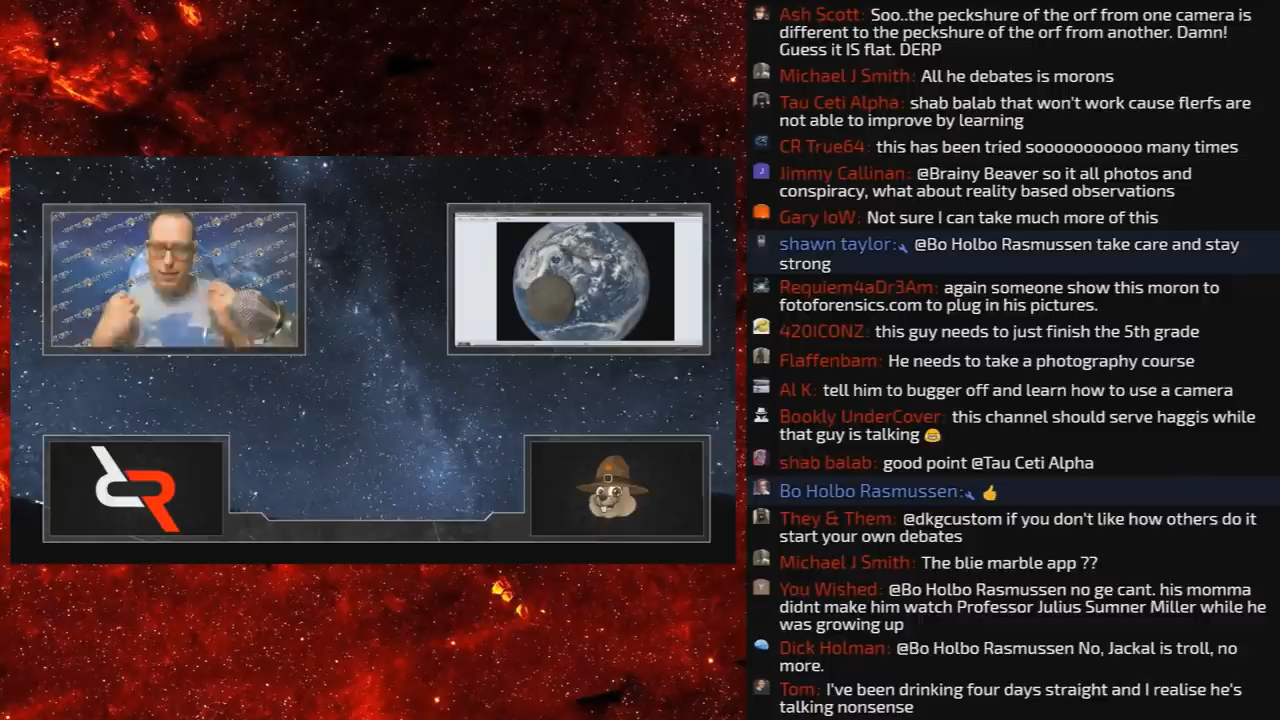 Ash Scott: Soo..the peckshure of the orf from one camera is
different to the peckshure of the orf from another. Damn!
Guess it IS flat. DERP
Michael J Smith: All he debates is morons
Tau Ceti Alpha: shab balab that won't work cause flerfs are
not able to improve by learning
CR True64: this has been tried sooooooooooo many times
Jimmy Callinan: @Brainy Beaver so it all photos and
conspiracy, what about reality based observations
Gary IoW: Not sure I can take much more of this
shawn taylor: @Bo Holbo Rasmussen take care and stay
strong
Requiem4aDr3Am: again someone show this moron to
fotoforensics.com to plug in his pictures.
420ICONZ: this guy needs to just finish the 5th grade
Flaffenbam: He needs to take a photography course
Al K: tell him to bugger off and learn how to use a camera
Bookly UnderCover: this channel should serve haggis while
that guy is talking 😂
shab balab: good point @Tau Ceti Alpha
Bo Holbo Rasmussen: 👍
They & Them: @dkgcustom if you don't like how others do it
start your own debates
Michael J Smith: The blie marble app ??
You Wished: @Bo Holbo Rasmussen no ge cant. his momma
didnt make him watch Professor Julius Sumner Miller while he
was growing up
Dick Holman: @Bo Holbo Rasmussen No, Jackal is troll, no
more.
Tom: I've been drinking four days straight and I realise he's
talking nonsense